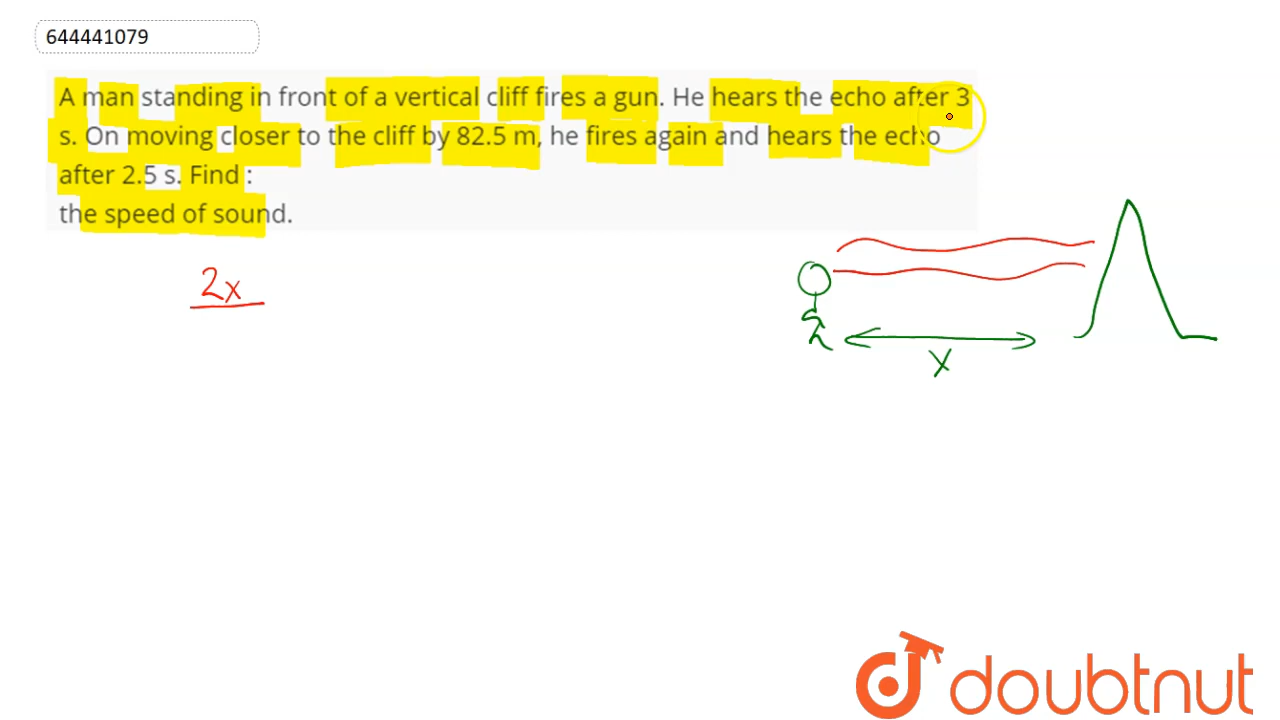 644441079
A man standing in front of a vertical cliff fires a gun. He hears the echo after 3
s. On moving closer to the cliff by 82.5 m, he fires again and hears the echo
after 2.5 s. Find :
the speed of sound.
2x
x
doubtnut